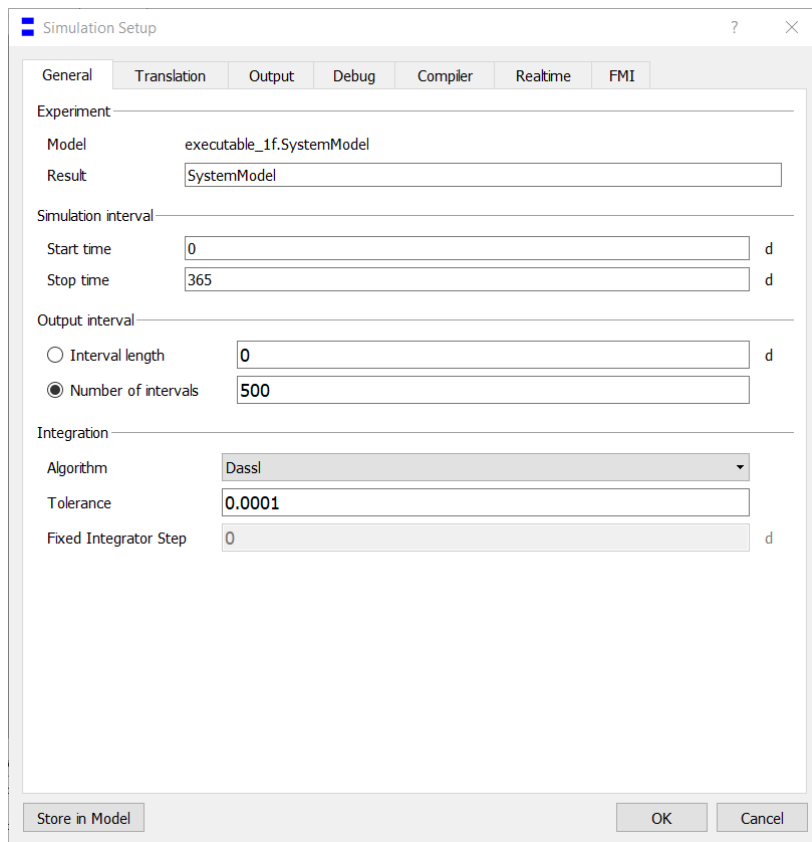 Simulation Setup ?
General Translation Output Debug Compiler Realtime FMI
Experiment
Model executable_1f.SystemModel
Result SystemModel
Simulation interval
Start time 0 d
Stop time 365 d
Output interval
Interval length 0 d
Number of intervals 500
Integration
Algorithm Dassl
Tolerance 0.0001
Fixed Integrator Step 0 d
Store in Model OK Cancel